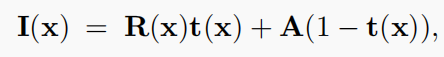 I(x) = R(x)t(x) + A(1 − t(x)),